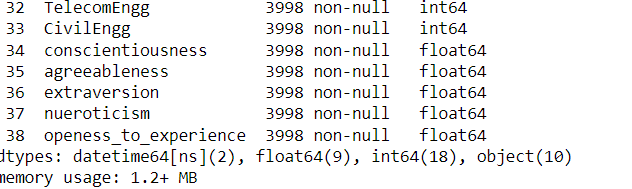 32 TelecomEngg 3998 non-null int64
33 CivilEngg 3998 non-null int64
34 conscientiousness 3998 non-null float64
35 agreeableness 3998 non-null float64
36 extraversion 3998 non-null float64
37 nueroticism 3998 non-null float64
38 openess_to_experience 3998 non-null float64
dtypes: datetime64[ns](2), float64(9), int64(18), object(10)
memory usage: 1.2+ MB